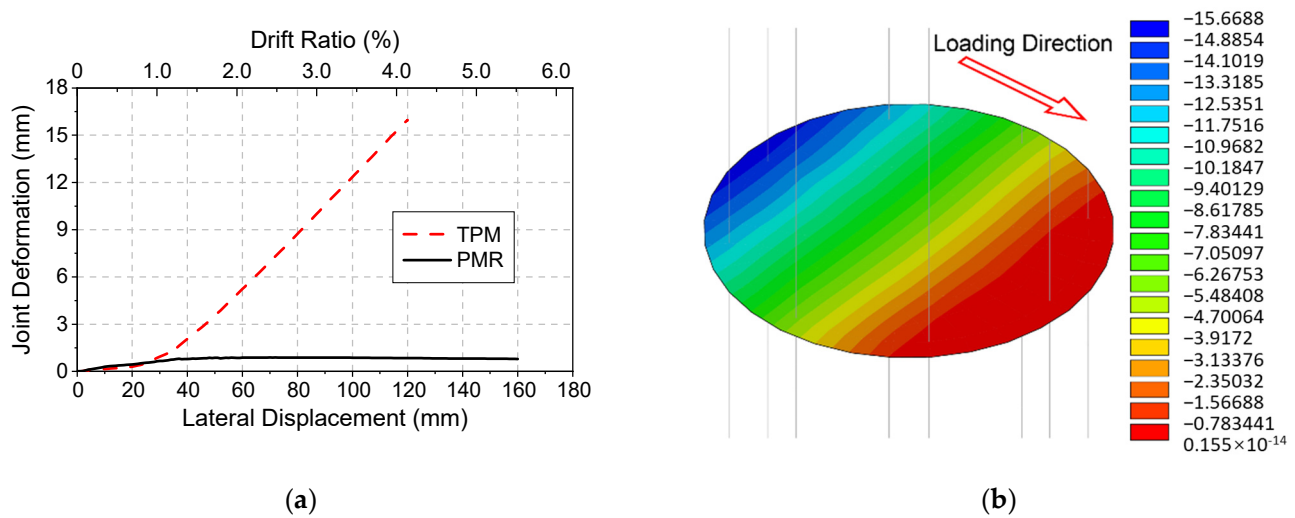 Drift Ratio (%)
0 1.0 2.0 3.0 4.0 5.0 6.0
18
15
12
9
6
3
0
Joint Deformation (mm)
TPM
PMR
0 20 40 60 80 100 120 140 160 180
Lateral Displacement (mm)
(a)
Loading Direction
−15.6688
−14.8854
−14.1019
−13.3185
−12.5351
−11.7516
−10.9682
−10.1847
−9.40129
−8.61785
−7.83441
−7.05097
−6.26753
−5.48408
−4.70064
−3.9172
−3.13376
−2.35032
−1.56688
−0.783441
0.155×10⁻¹⁴
(b)